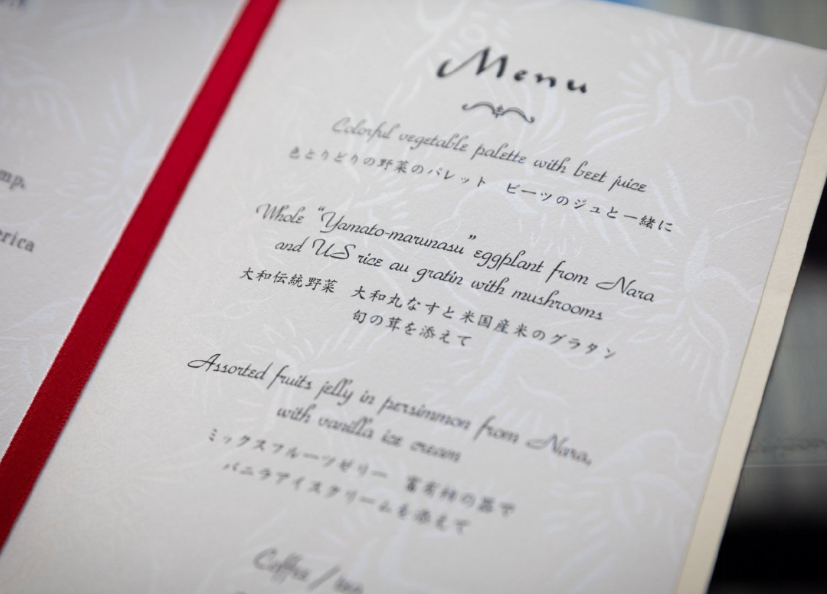 mp.
erica
Menu
Colorful vegetable palette with beet juice
色とりどりの野菜のパレット ビーツのジュと一緒に
Whole "Yamato-marunasu" eggplant from Nara
and US rice au gratin with mushrooms
大和伝統野菜 大和丸なすと米国産米のグラタン
旬の茸を添えて
Assorted fruits jelly in persimmon from Nara,
with vanilla ice cream
ミックスフルーツゼリー 富有柿の器で
バニラアイスクリームを添えて
Coffee / tea